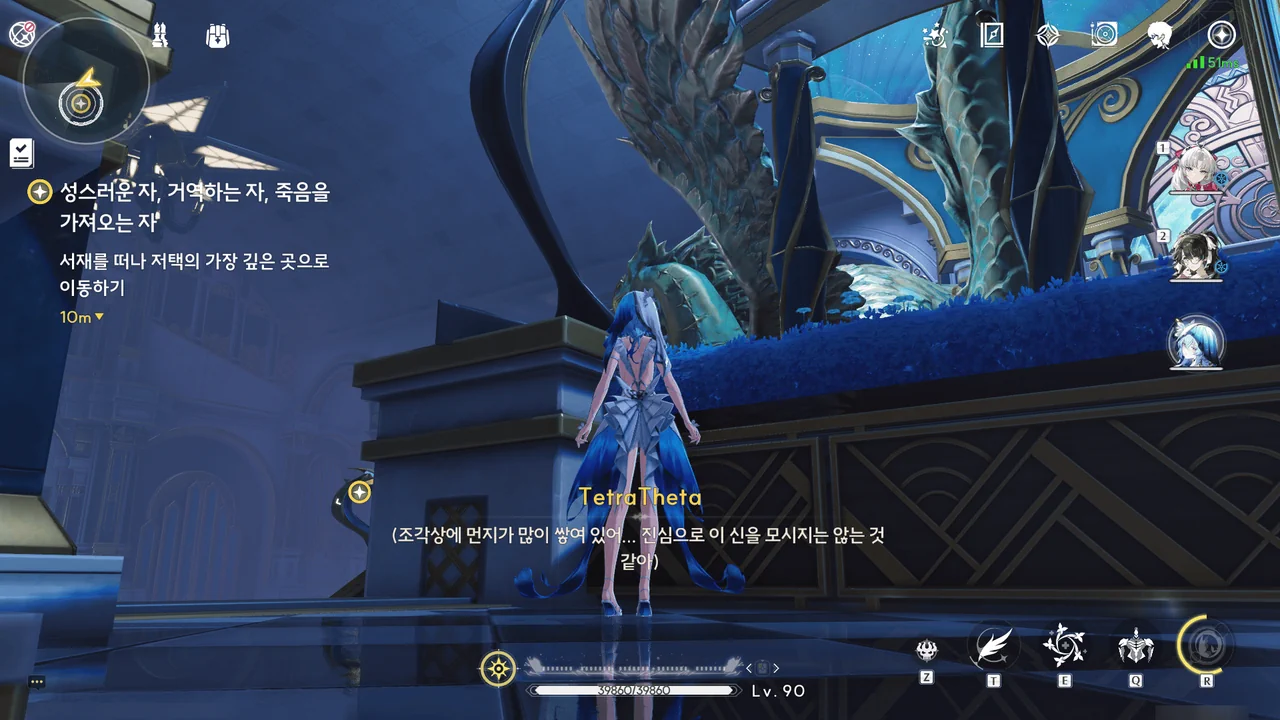 51ms
성스러운 자, 거역하는 자, 죽음을
가져오는 자
서재를 떠나 저택의 가장 깊은 곳으로
이동하기
10m
1
2
TetraTheta
(조각상에 먼지가 많이 쌓여 있어... 진심으로 이 신을 모시지는 않는 것
같아)
39860/39860
Lv. 90
Z
T
E
Q
R